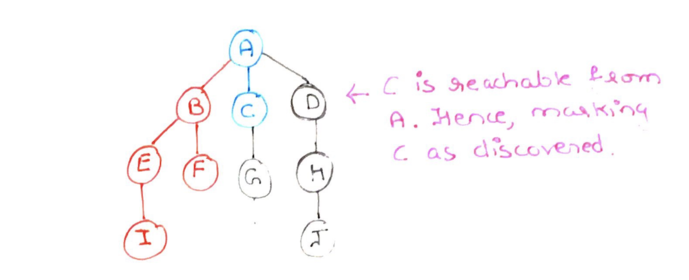 A
B
C
D
← C is reachable from
A. Hence, marking
C as discovered.
E
F
G
H
I
J